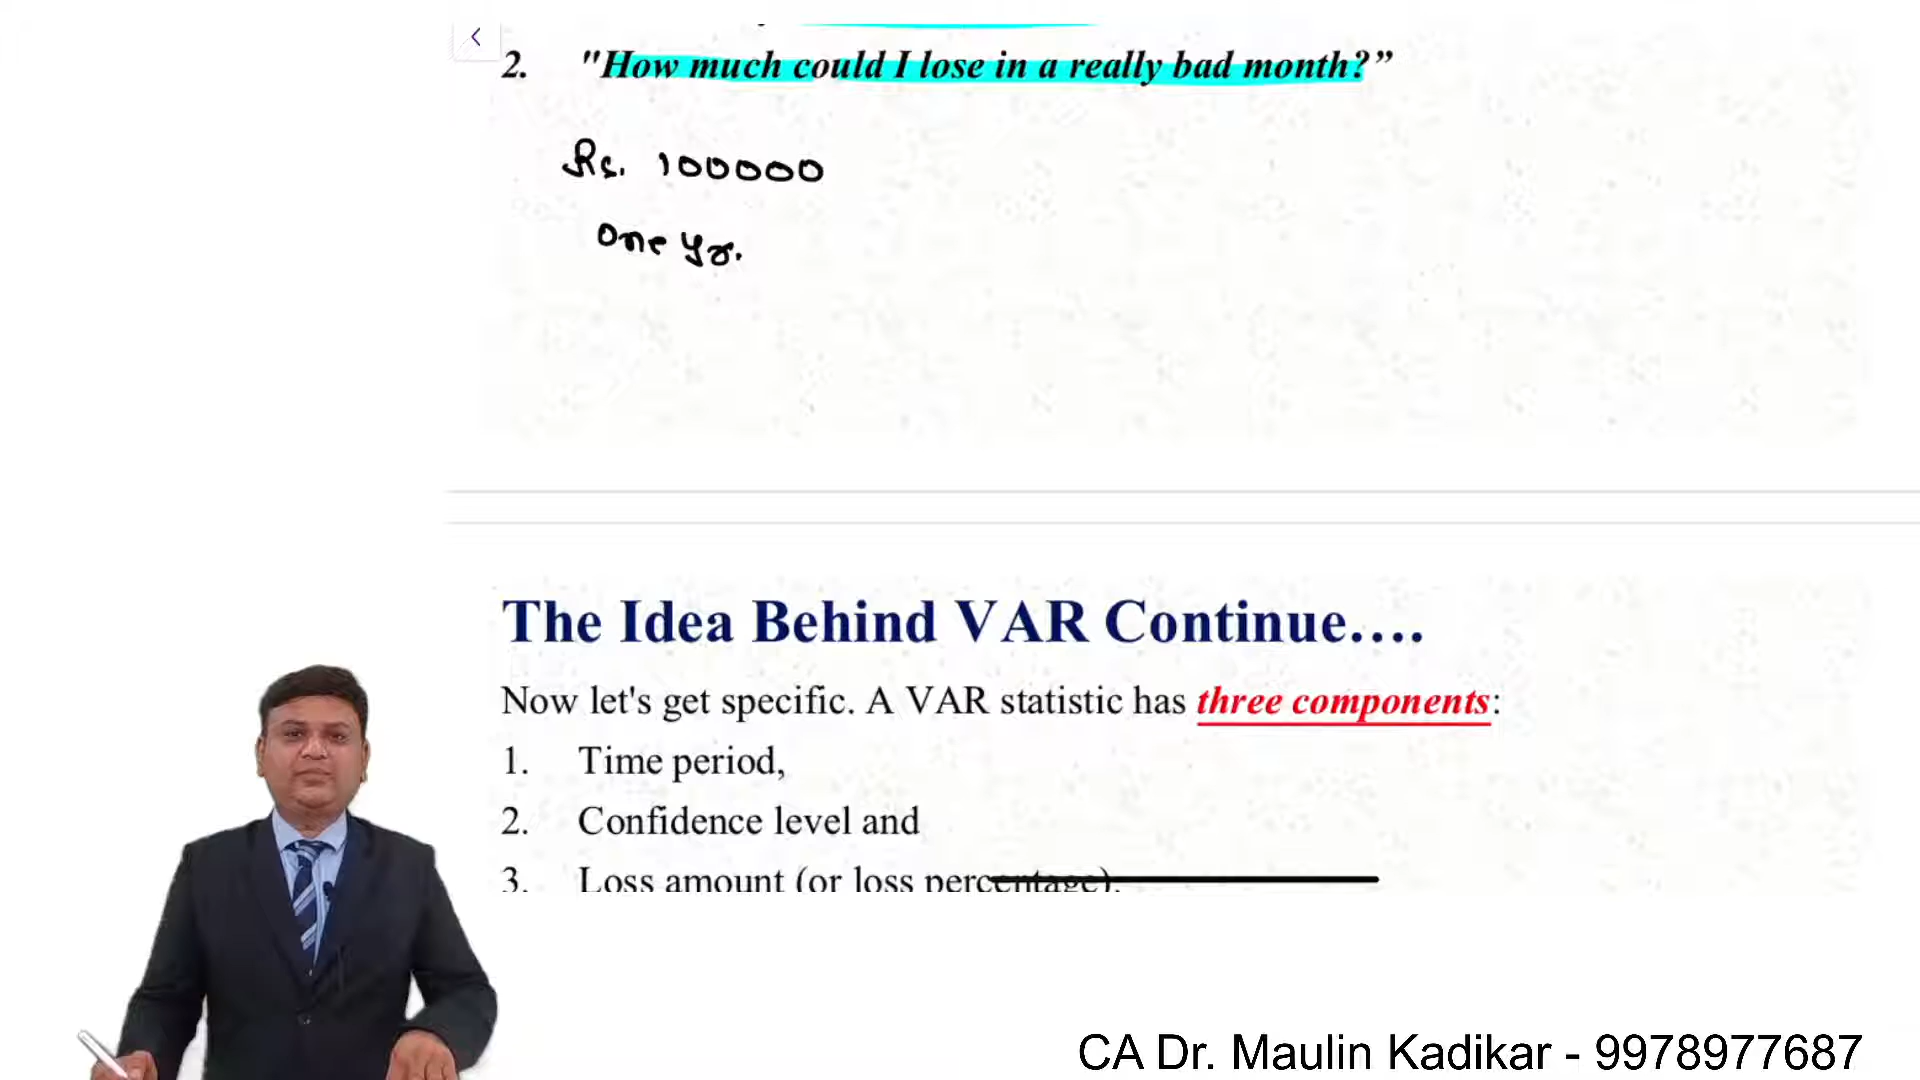 2. "How much could I lose in a really bad month?”
Rs. 100000
One yr.
The Idea Behind VAR Continue….
Now let's get specific. A VAR statistic has three components:
1. Time period,
2. Confidence level and
3. Loss amount (or loss percentage).
CA Dr. Maulin Kadikar - 9978977687